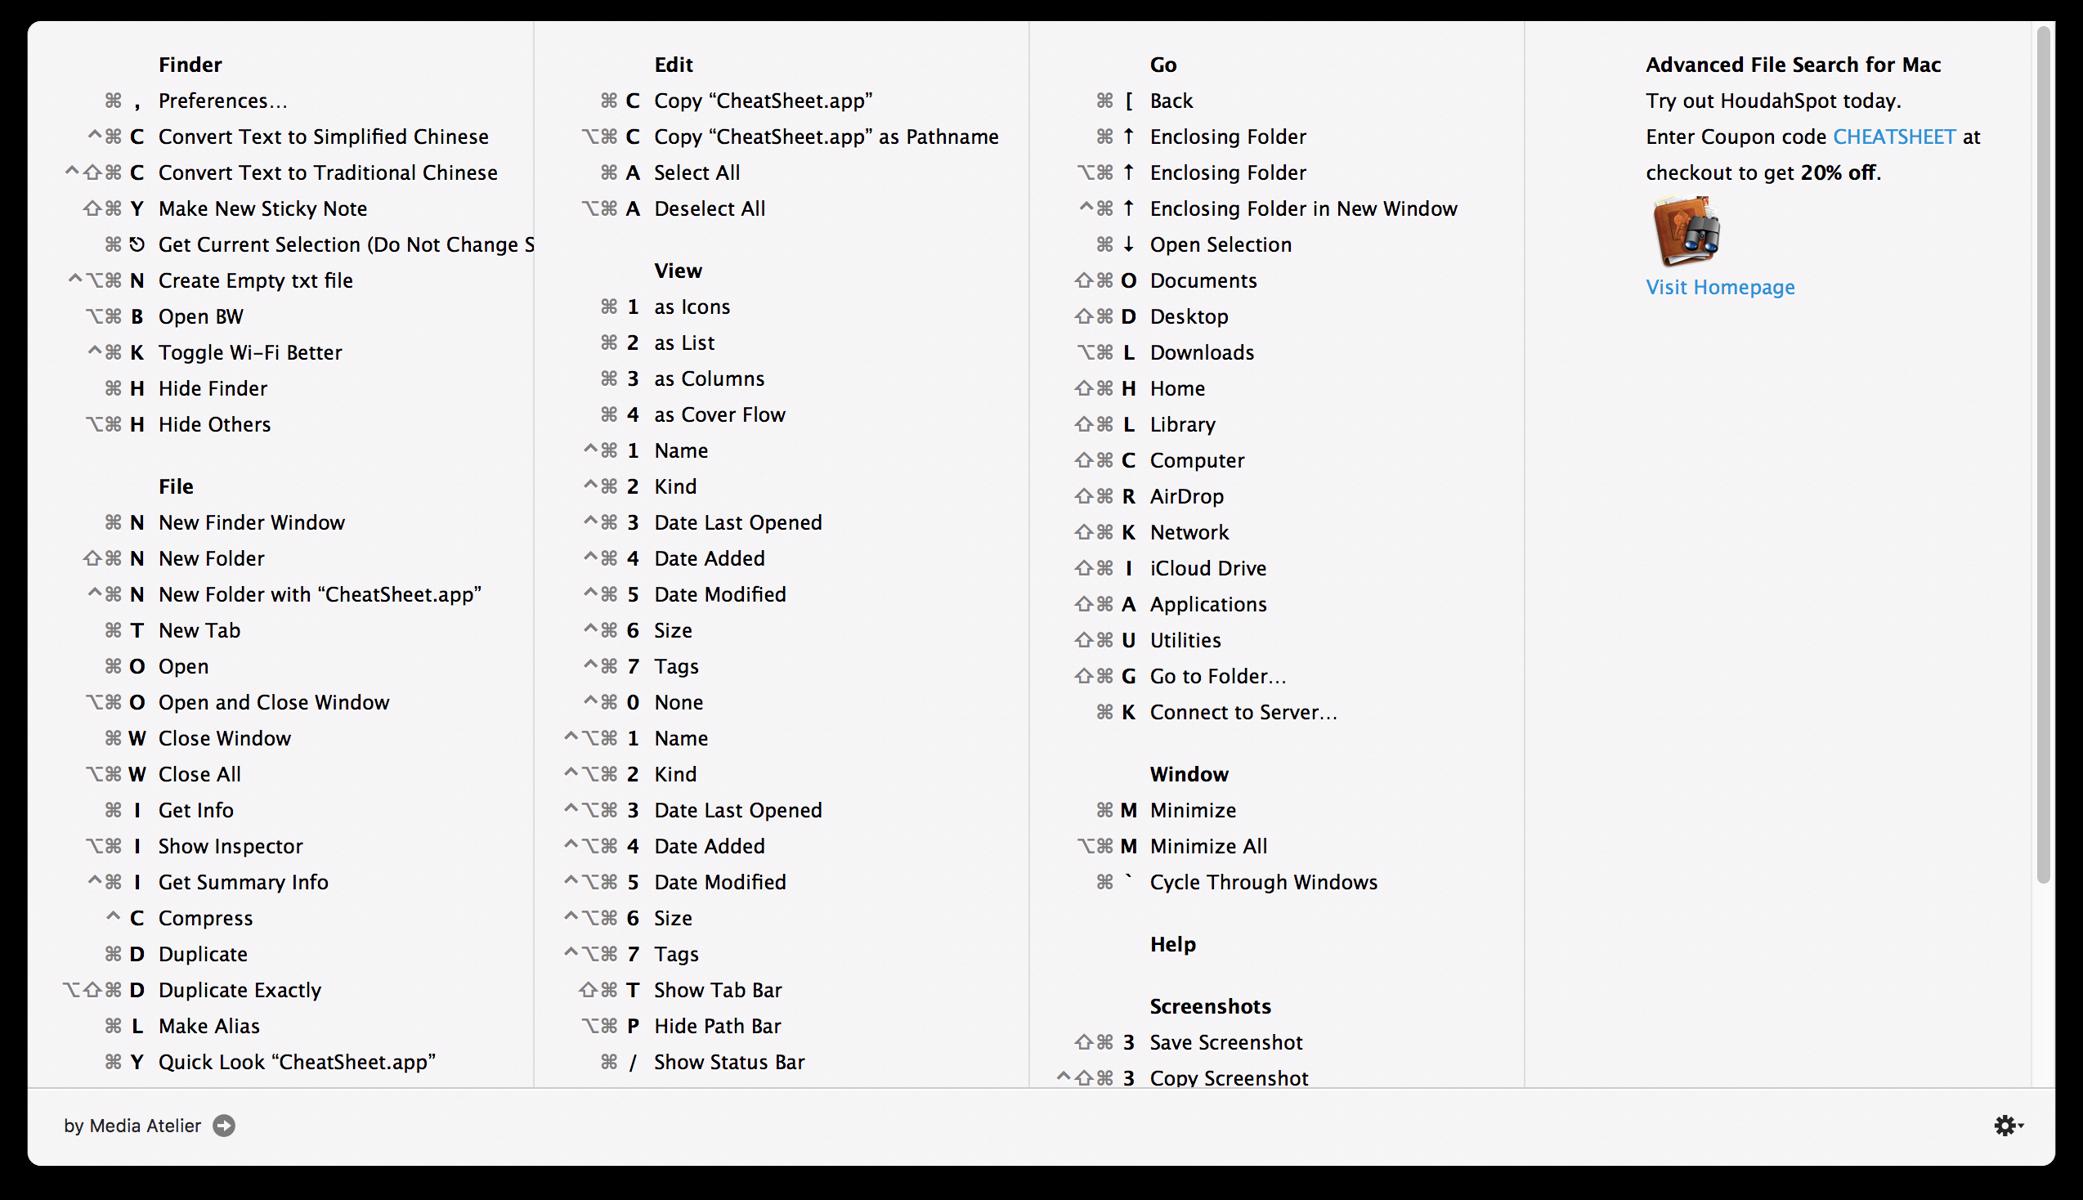 Finder
⌘ , Preferences…
^⌘ C Convert Text to Simplified Chinese
^⇧⌘ C Convert Text to Traditional Chinese
⇧⌘ Y Make New Sticky Note
⌘ ⎋ Get Current Selection (Do Not Change S
^⌥⌘ N Create Empty txt file
⌥⌘ B Open BW
^⌘ K Toggle Wi-Fi Better
⌘ H Hide Finder
⌥⌘ H Hide Others
File
⌘ N New Finder Window
⇧⌘ N New Folder
^⌘ N New Folder with “CheatSheet.app”
⌘ T New Tab
⌘ O Open
⌥⌘ O Open and Close Window
⌘ W Close Window
⌥⌘ W Close All
⌘ I Get Info
⌥⌘ I Show Inspector
^⌘ I Get Summary Info
^ C Compress
⌘ D Duplicate
⌥⇧⌘ D Duplicate Exactly
⌘ L Make Alias
⌘ Y Quick Look “CheatSheet.app”
Edit
⌘ C Copy “CheatSheet.app”
⌥⌘ C Copy “CheatSheet.app” as Pathname
⌘ A Select All
⌥⌘ A Deselect All
View
⌘ 1 as Icons
⌘ 2 as List
⌘ 3 as Columns
⌘ 4 as Cover Flow
^⌘ 1 Name
^⌘ 2 Kind
^⌘ 3 Date Last Opened
^⌘ 4 Date Added
^⌘ 5 Date Modified
^⌘ 6 Size
^⌘ 7 Tags
^⌘ 0 None
^⌥⌘ 1 Name
^⌥⌘ 2 Kind
^⌥⌘ 3 Date Last Opened
^⌥⌘ 4 Date Added
^⌥⌘ 5 Date Modified
^⌥⌘ 6 Size
^⌥⌘ 7 Tags
⇧⌘ T Show Tab Bar
⌥⌘ P Hide Path Bar
⌘ / Show Status Bar
Go
⌘ [ Back
⌘ ↑ Enclosing Folder
⌥⌘ ↑ Enclosing Folder
^⌘ ↑ Enclosing Folder in New Window
⌘ ↓ Open Selection
⇧⌘ O Documents
⇧⌘ D Desktop
⌥⌘ L Downloads
⇧⌘ H Home
⇧⌘ L Library
⇧⌘ C Computer
⇧⌘ R AirDrop
⇧⌘ K Network
⇧⌘ I iCloud Drive
⇧⌘ A Applications
⇧⌘ U Utilities
⇧⌘ G Go to Folder…
⌘ K Connect to Server…
Window
⌘ M Minimize
⌥⌘ M Minimize All
⌘ ` Cycle Through Windows
Help
Screenshots
⇧⌘ 3 Save Screenshot
^⇧⌘ 3 Copy Screenshot
Advanced File Search for Mac
Try out HoudahSpot today.
Enter Coupon code CHEATSHEET at
checkout to get 20% off.
Visit Homepage
by Media Atelier